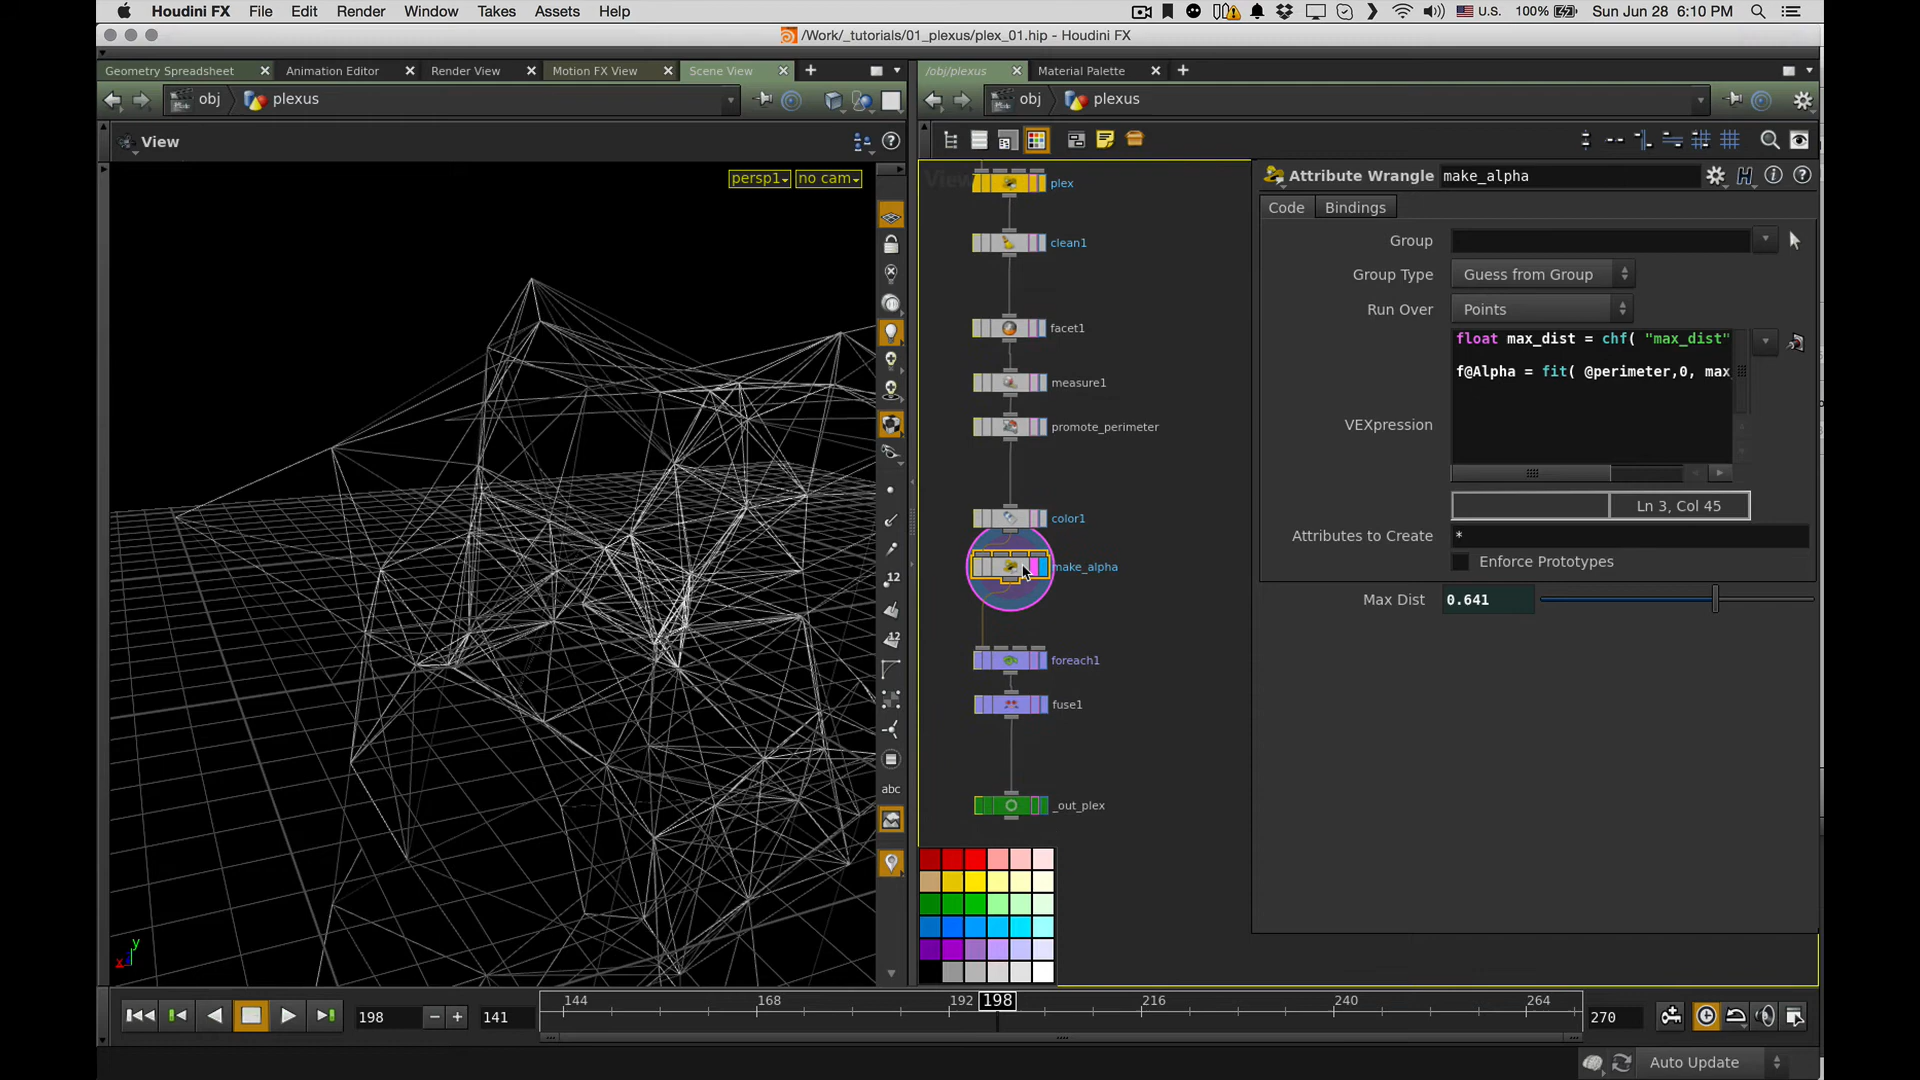 Houdini FX File Edit Render Window Takes Assets Help U.S. 100% Sun Jun 28 6:10 PM
/Work/_tutorials/01_plexus/plex_01.hip - Houdini FX
Geometry Spreadsheet Animation Editor Render View Motion FX View Scene View
/obj/plexus Material Palette
obj plexus
obj plexus
View
persp1 no cam
12
12
abc
y
x
plex
clean1
facet1
measure1
promote_perimeter
color1
make_alpha
foreach1
fuse1
_out_plex
Attribute Wrangle make_alpha
Code Bindings
Group
Group Type Guess from Group
Run Over Points
VEXpression
float max_dist = chf( "max_dist"
f@Alpha = fit( @perimeter,0, max_
Ln 3, Col 45
Attributes to Create *
Enforce Prototypes
Max Dist 0.641
198 141 144 168 192 198 216 240 264 270
Auto Update